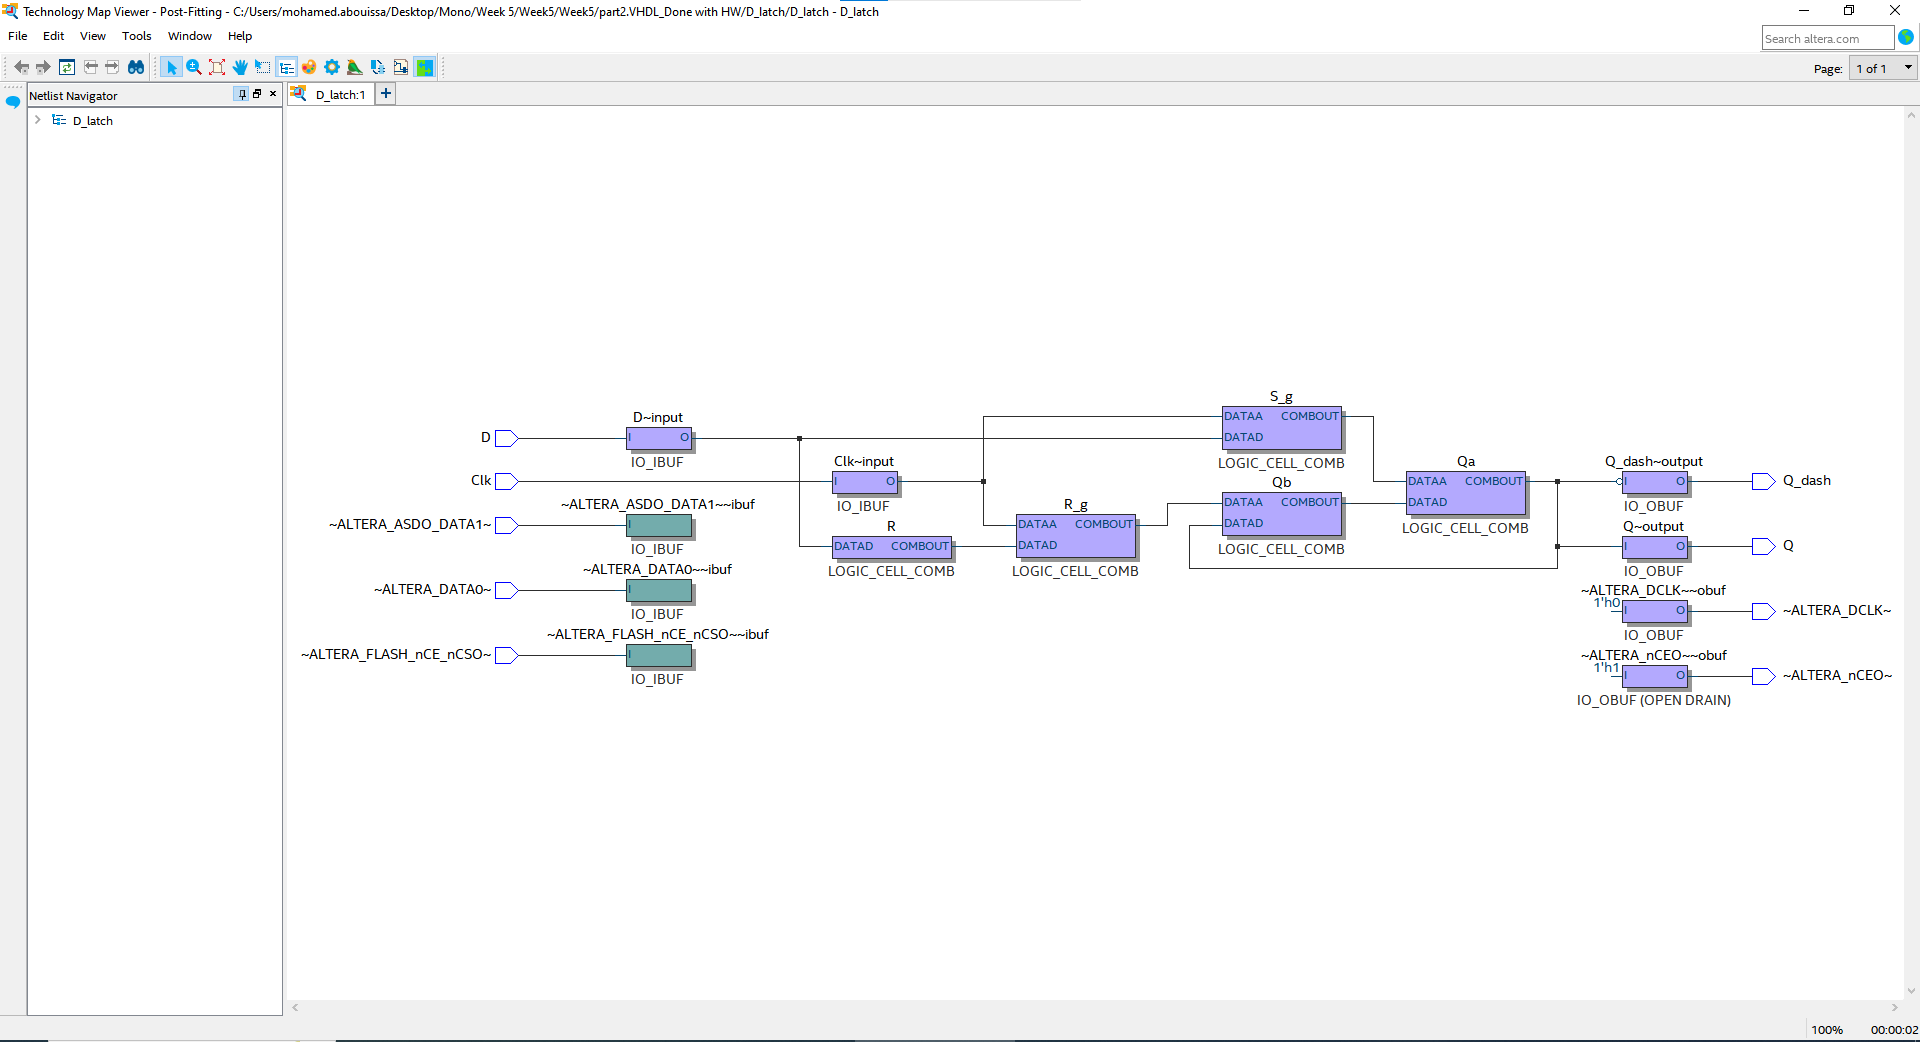 Technology Map Viewer - Post-Fitting - C:/Users/mohamed.abouissa/Desktop/Mono/Week 5/Week5/Week5/part2.VHDL_Done with HW/D_latch/D_latch - D_latch
File Edit View Tools Window Help
Search altera.com
Page: 1 of 1
Netlist Navigator
D_latch:1
D_latch
S_g
D~input
DATAA COMBOUT
D
I O
DATAD
IO_IBUF
LOGIC_CELL_COMB
Clk~input
Qa
Q_dash~output
Clk
I O
DATAA COMBOUT
I O
Q_dash
Qb
DATAA COMBOUT
DATAD
~ALTERA_ASDO_DATA1~~ibuf
IO_IBUF
R_g
IO_OBUF
~ALTERA_ASDO_DATA1~
I
R
DATAA COMBOUT
DATAD
LOGIC_CELL_COMB
Q~output
IO_IBUF
DATAD COMBOUT
DATAD
LOGIC_CELL_COMB
I O
Q
~ALTERA_DATA0~~ibuf
LOGIC_CELL_COMB
LOGIC_CELL_COMB
IO_OBUF
~ALTERA_DATA0~
I
~ALTERA_DCLK~~obuf
1'h0
I O
~ALTERA_DCLK~
IO_IBUF
~ALTERA_FLASH_nCE_nCSO~~ibuf
IO_OBUF
~ALTERA_FLASH_nCE_nCSO~
I
~ALTERA_nCEO~~obuf
1'h1
I O
~ALTERA_nCEO~
IO_IBUF
IO_OBUF (OPEN DRAIN)
100% 00:00:02